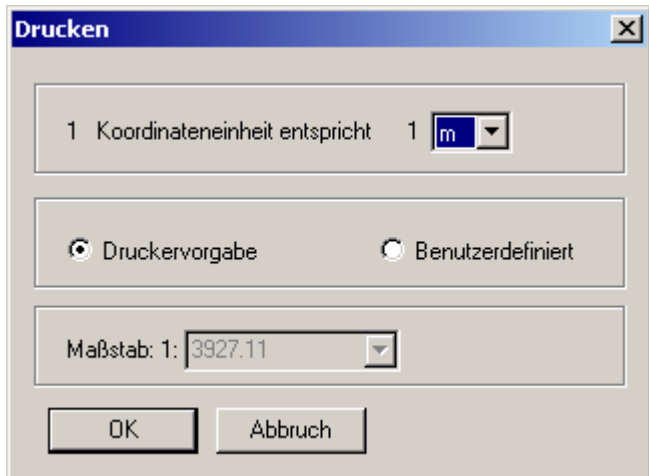 Drucken
1 Koordinateneinheit entspricht 1 m
Druckervorgabe Benutzerdefiniert
Maßstab: 1: 3927.11
OK Abbruch